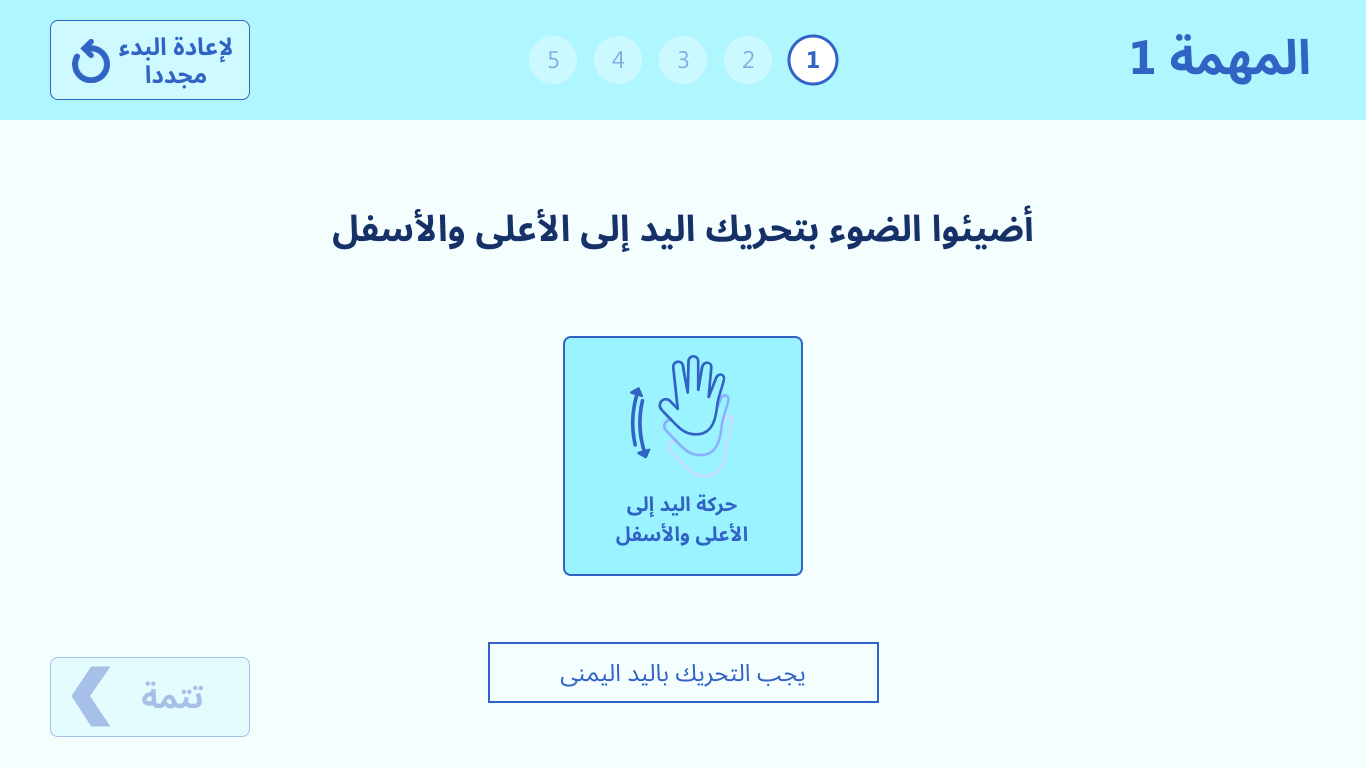 المهمة 1
1
2
3
4
5
لإعادة البدء
مجددا
أضيئوا الضوء بتحريك اليد إلى الأعلى والأسفل
حركة اليد إلى
الأعلى والأسفل
يجب التحريك باليد اليمنى
تتمة